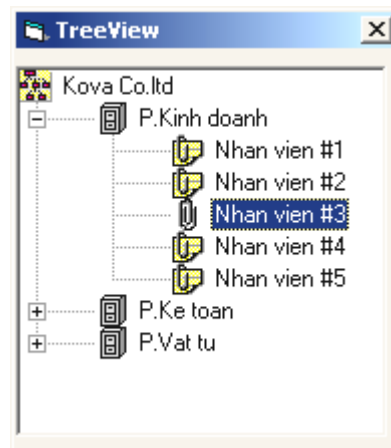 TreeView
Kova Co.ltd
P.Kinh doanh
Nhan vien #1
Nhan vien #2
Nhan vien #3
Nhan vien #4
Nhan vien #5
P.Ke toan
P.Vat tu